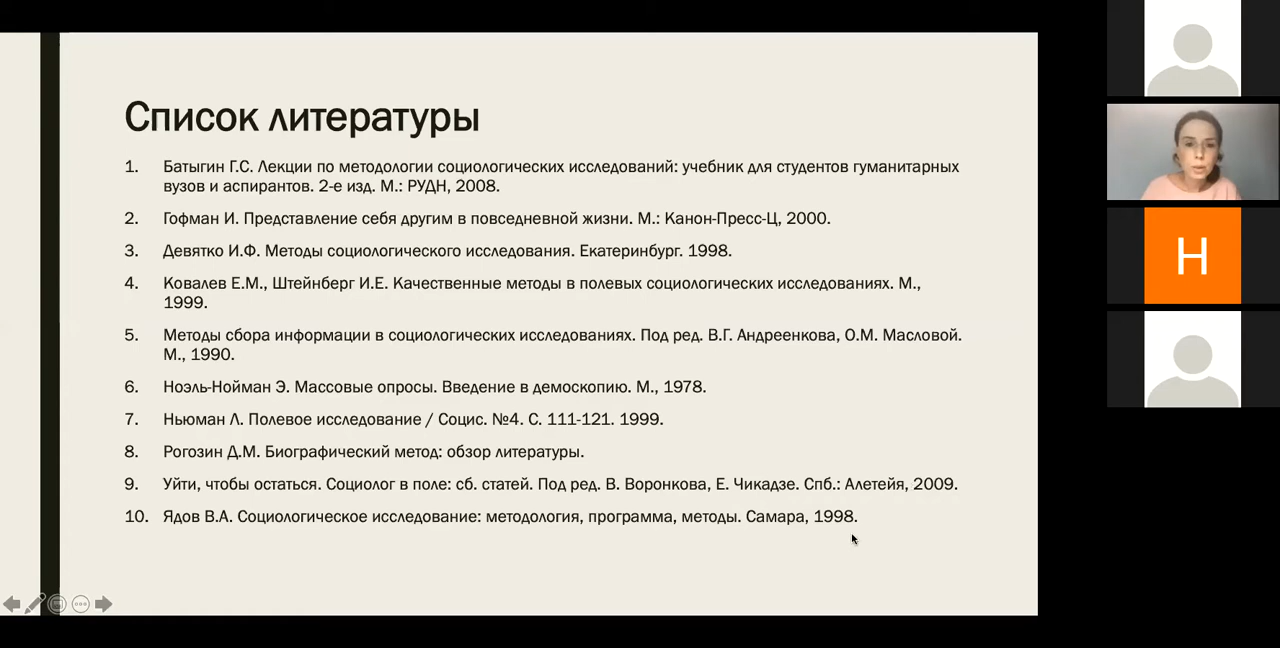 Список литературы
1. Батыгин Г.С. Лекции по методологии социологических исследований: учебник для студентов гуманитарных
вузов и аспирантов. 2-е изд. М.: РУДН, 2008.
2. Гофман И. Представление себя другим в повседневной жизни. М.: Канон-Пресс-Ц, 2000.
3. Девятко И.Ф. Методы социологического исследования. Екатеринбург. 1998.
4. Ковалев Е.М., Штейнберг И.Е. Качественные методы в полевых социологических исследованиях. М.,
1999.
5. Методы сбора информации в социологических исследованиях. Под ред. В.Г. Андреенкова, О.М. Масловой.
М., 1990.
6. Ноэль-Нойман Э. Массовые опросы. Введение в демоскопию. М., 1978.
7. Ньюман Л. Полевое исследование / Социс. №4. С. 111-121. 1999.
8. Рогозин Д.М. Биографический метод: обзор литературы.
9. Уйти, чтобы остаться. Социолог в поле: сб. статей. Под ред. В. Воронкова, Е. Чикадзе. Спб.: Алетейя, 2009.
10. Ядов В.А. Социологическое исследование: методология, программа, методы. Самара, 1998.
Н